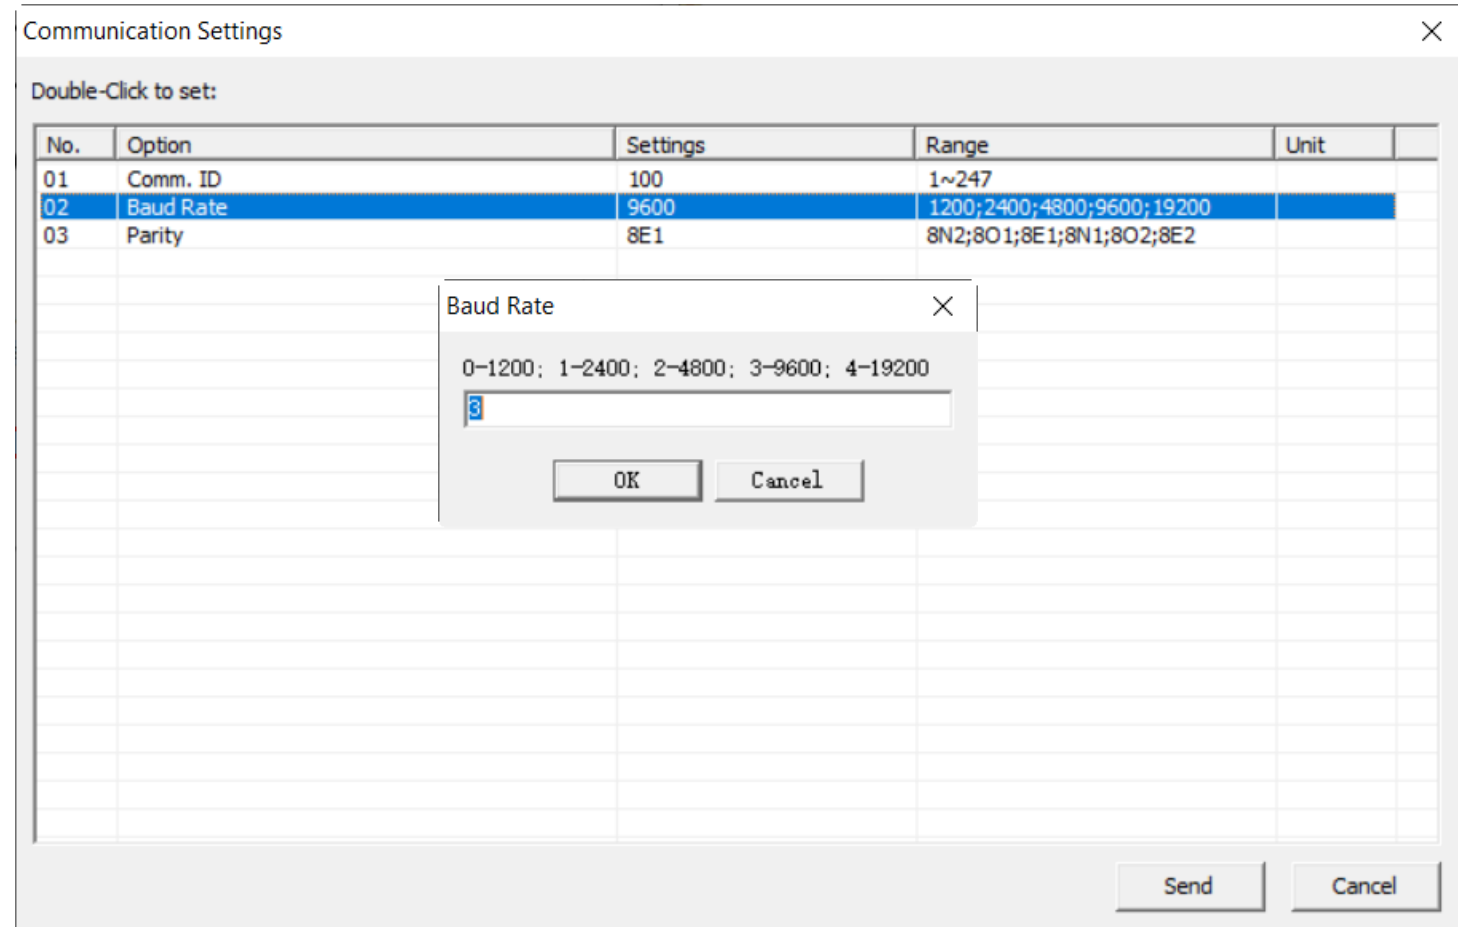 Communication Settings
Double-Click to set:
No. Option Settings Range Unit
01 Comm. ID 100 1~247
02 Baud Rate 9600 1200;2400;4800;9600;19200
03 Parity 8E1 8N2;8O1;8E1;8N1;8O2;8E2
Baud Rate
0-1200; 1-2400; 2-4800; 3-9600; 4-19200
3
OK Cancel
Send Cancel